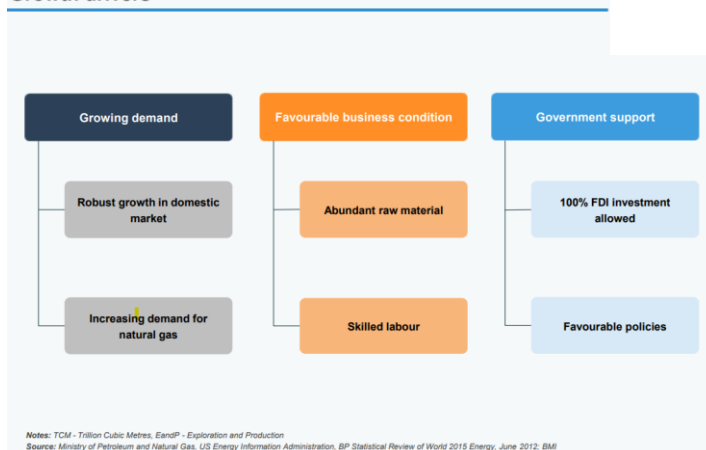 Growing demand
Favourable business condition
Government support
Robust growth in domestic
market
Abundant raw material
100% FDI investment
allowed
Increasing demand for
natural gas
Skilled labour
Favourable policies
Notes: TCM - Trillion Cubic Metres, EandP - Exploration and Production
Source: Ministry of Petroleum and Natural Gas, US Energy Information Administration, BP Statistical Review of World 2015 Energy, June 2012; BMI